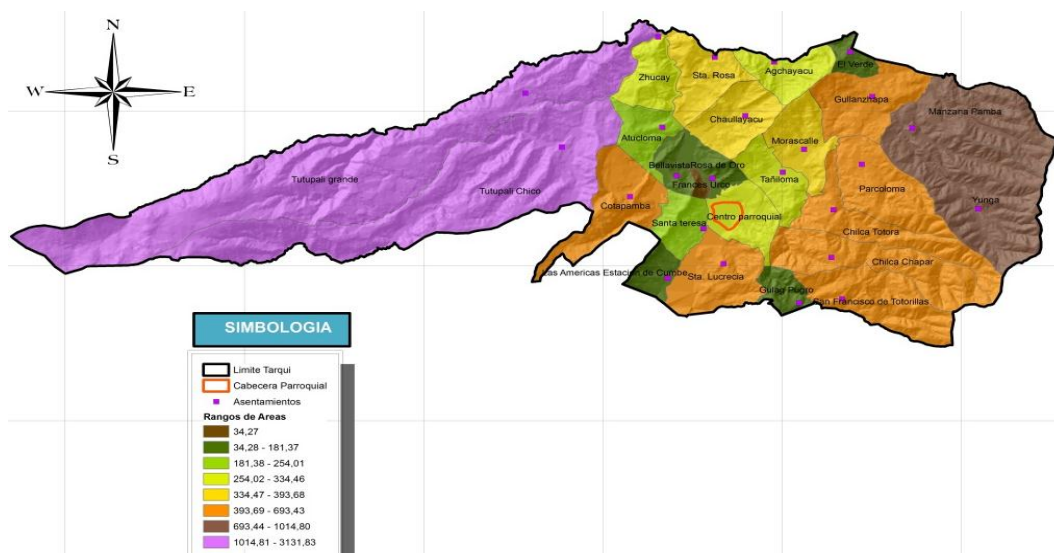 N
W
E
S
Zhucay
Sta. Rosa
Agchayacu
El Verde
Gullanzhapa
Manzana Pamba
Chaullayacu
Atucloma
Morascalle
Bellavista
Rosa de Oro
Tutupali grande
Tutupali Chico
Frances Urco
Tañiloma
Parcoloma
Cotapamba
Yunga
Santa teresa
Centro parroquial
Chilca Totora
Las Americas Estacion de Cumbe
Sta. Lucrecia
Chilca Chapar
Gulag Pugro
San Francisco de Totorillas
SIMBOLOGIA
Limite Tarqui
Cabecera Parroquial
Asentamientos
Rangos de Areas
34,27
34,28 - 181,37
181,38 - 254,01
254,02 - 334,46
334,47 - 393,68
393,69 - 693,43
693,44 - 1014,80
1014,81 - 3131,83